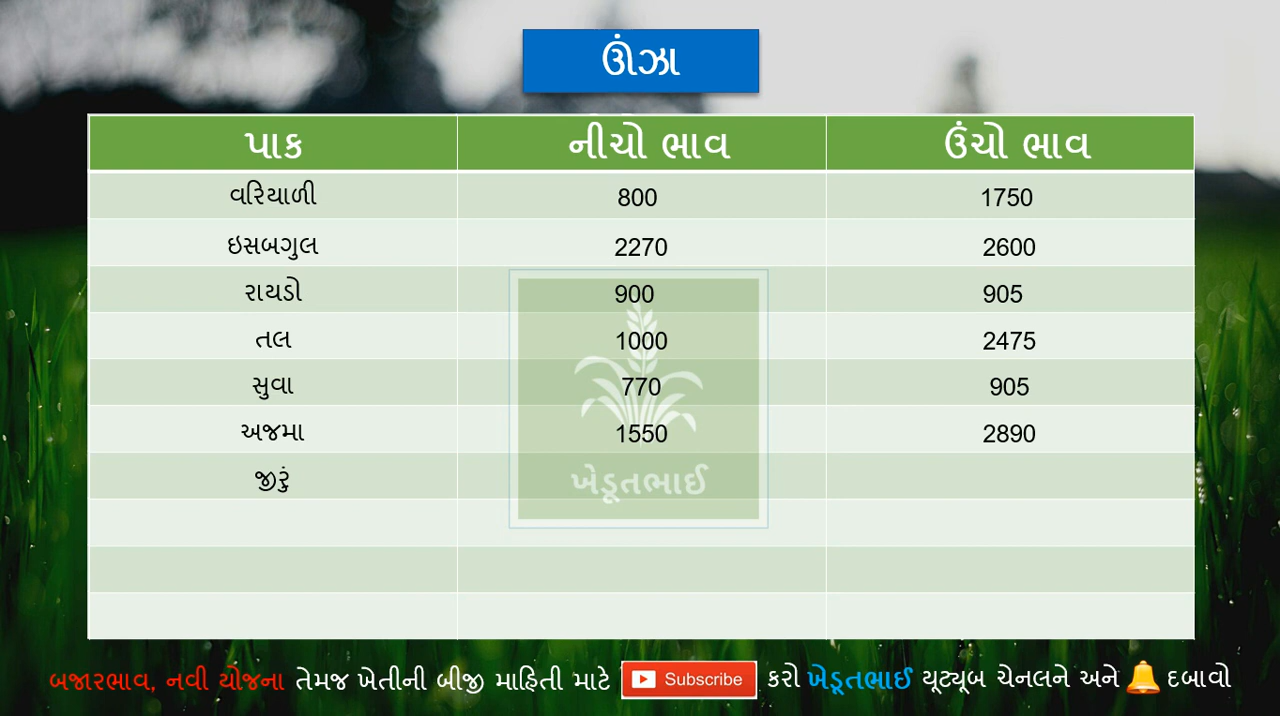 ઊંઝા
પાક નીચો ભાવ ઉંચો ભાવ
વરિયાળી 800 1750
ઇસબગુલ 2270 2600
રાયડો 900 905
તલ 1000 2475
સુવા 770 905
અજમા 1550 2890
જીરું
ખેડૂતભાઈ
બજારભાવ, નવી યોજના તેમજ ખેતીની બીજી માહિતી માટે Subscribe કરો ખેડૂતભાઈ યૂટ્યૂબ ચેનલને અને દબાવો